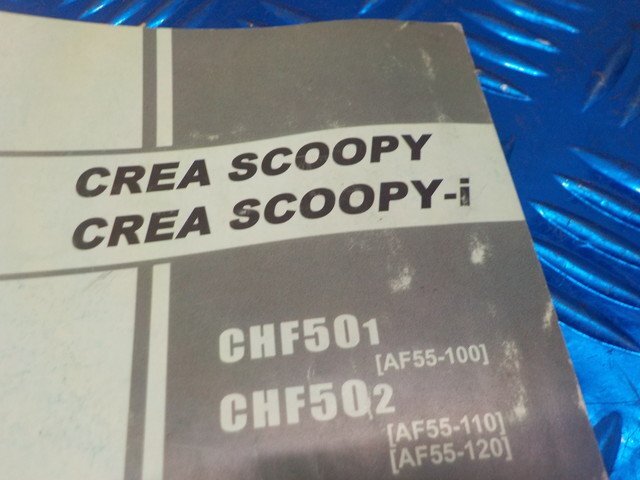 CREA SCOOPY
CREA SCOOPY-i
CHF501
[AF55-100]
CHF502
[AF55-110]
[AF55-120]